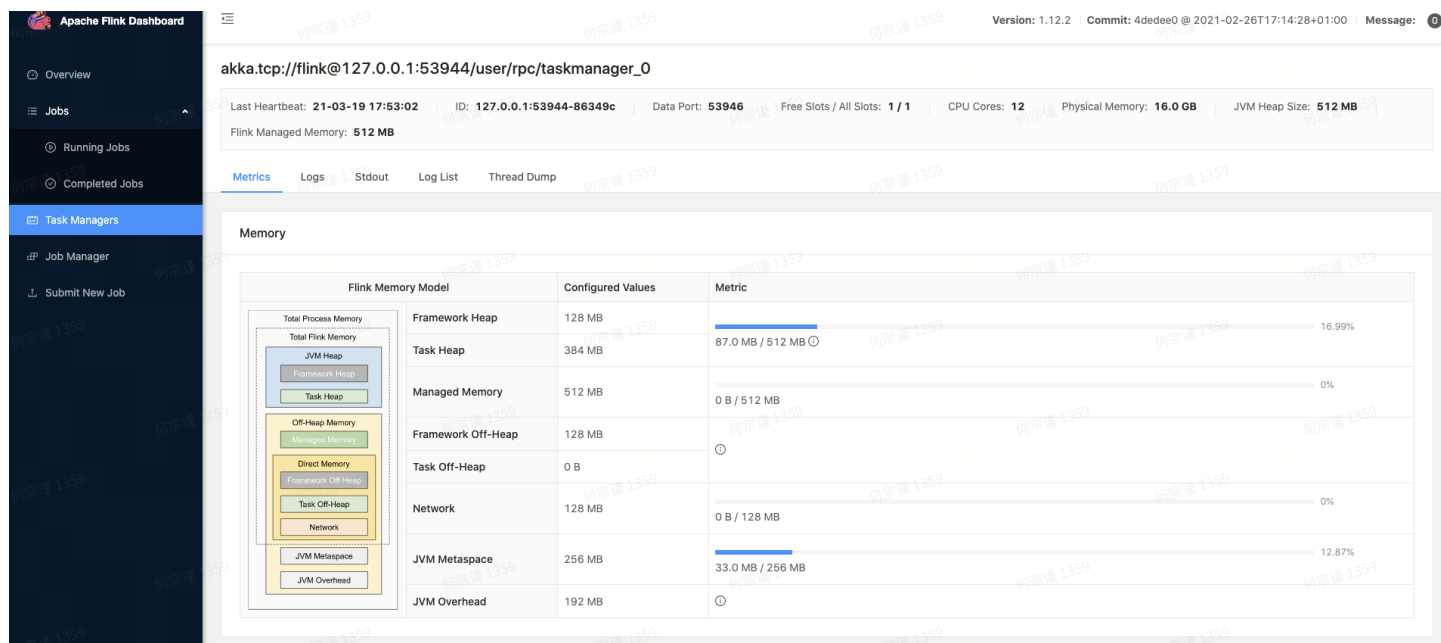 Apache Flink Dashboard
Version: 1.12.2 Commit: 4dedee0 @ 2021-02-26T17:14:28+01:00 Message: 0
Overview
Jobs
Running Jobs
Completed Jobs
Task Managers
Job Manager
Submit New Job
akka.tcp://flink@127.0.0.1:53944/user/rpc/taskmanager_0
Last Heartbeat: 21-03-19 17:53:02 ID: 127.0.0.1:53944-86349c Data Port: 53946 Free Slots / All Slots: 1 / 1 CPU Cores: 12 Physical Memory: 16.0 GB JVM Heap Size: 512 MB
Flink Managed Memory: 512 MB
Metrics Logs Stdout Log List Thread Dump
Memory
Flink Memory Model Configured Values Metric
Total Process Memory
Total Flink Memory
JVM Heap
Framework Heap
Task Heap
Off-Heap Memory
Managed Memory
Direct Memory
Framework Off-Heap
Task Off-Heap
Network
JVM Metaspace
JVM Overhead
Framework Heap 128 MB
16.99%
87.0 MB / 512 MB
Task Heap 384 MB
Managed Memory 512 MB
0%
0 B / 512 MB
Framework Off-Heap 128 MB
Task Off-Heap 0 B
Network 128 MB
0%
0 B / 128 MB
JVM Metaspace 256 MB
12.87%
33.0 MB / 256 MB
JVM Overhead 192 MB
何宗谨 1359